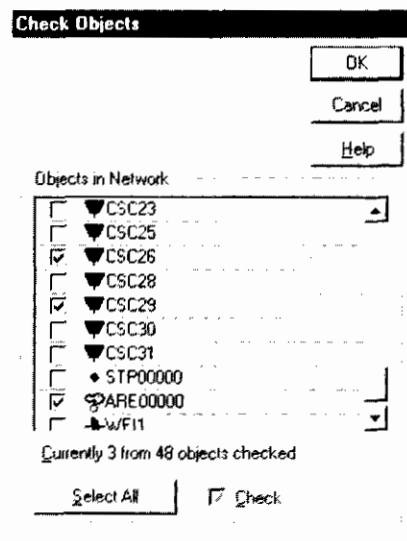 Check Objects
OK
Cancel
Help
Objects in Network
CSC23
CSC25
CSC26
CSC28
CSC29
CSC30
CSC31
STP00000
ARE00000
WFI1
Currently 3 from 48 objects checked
Select All
Check